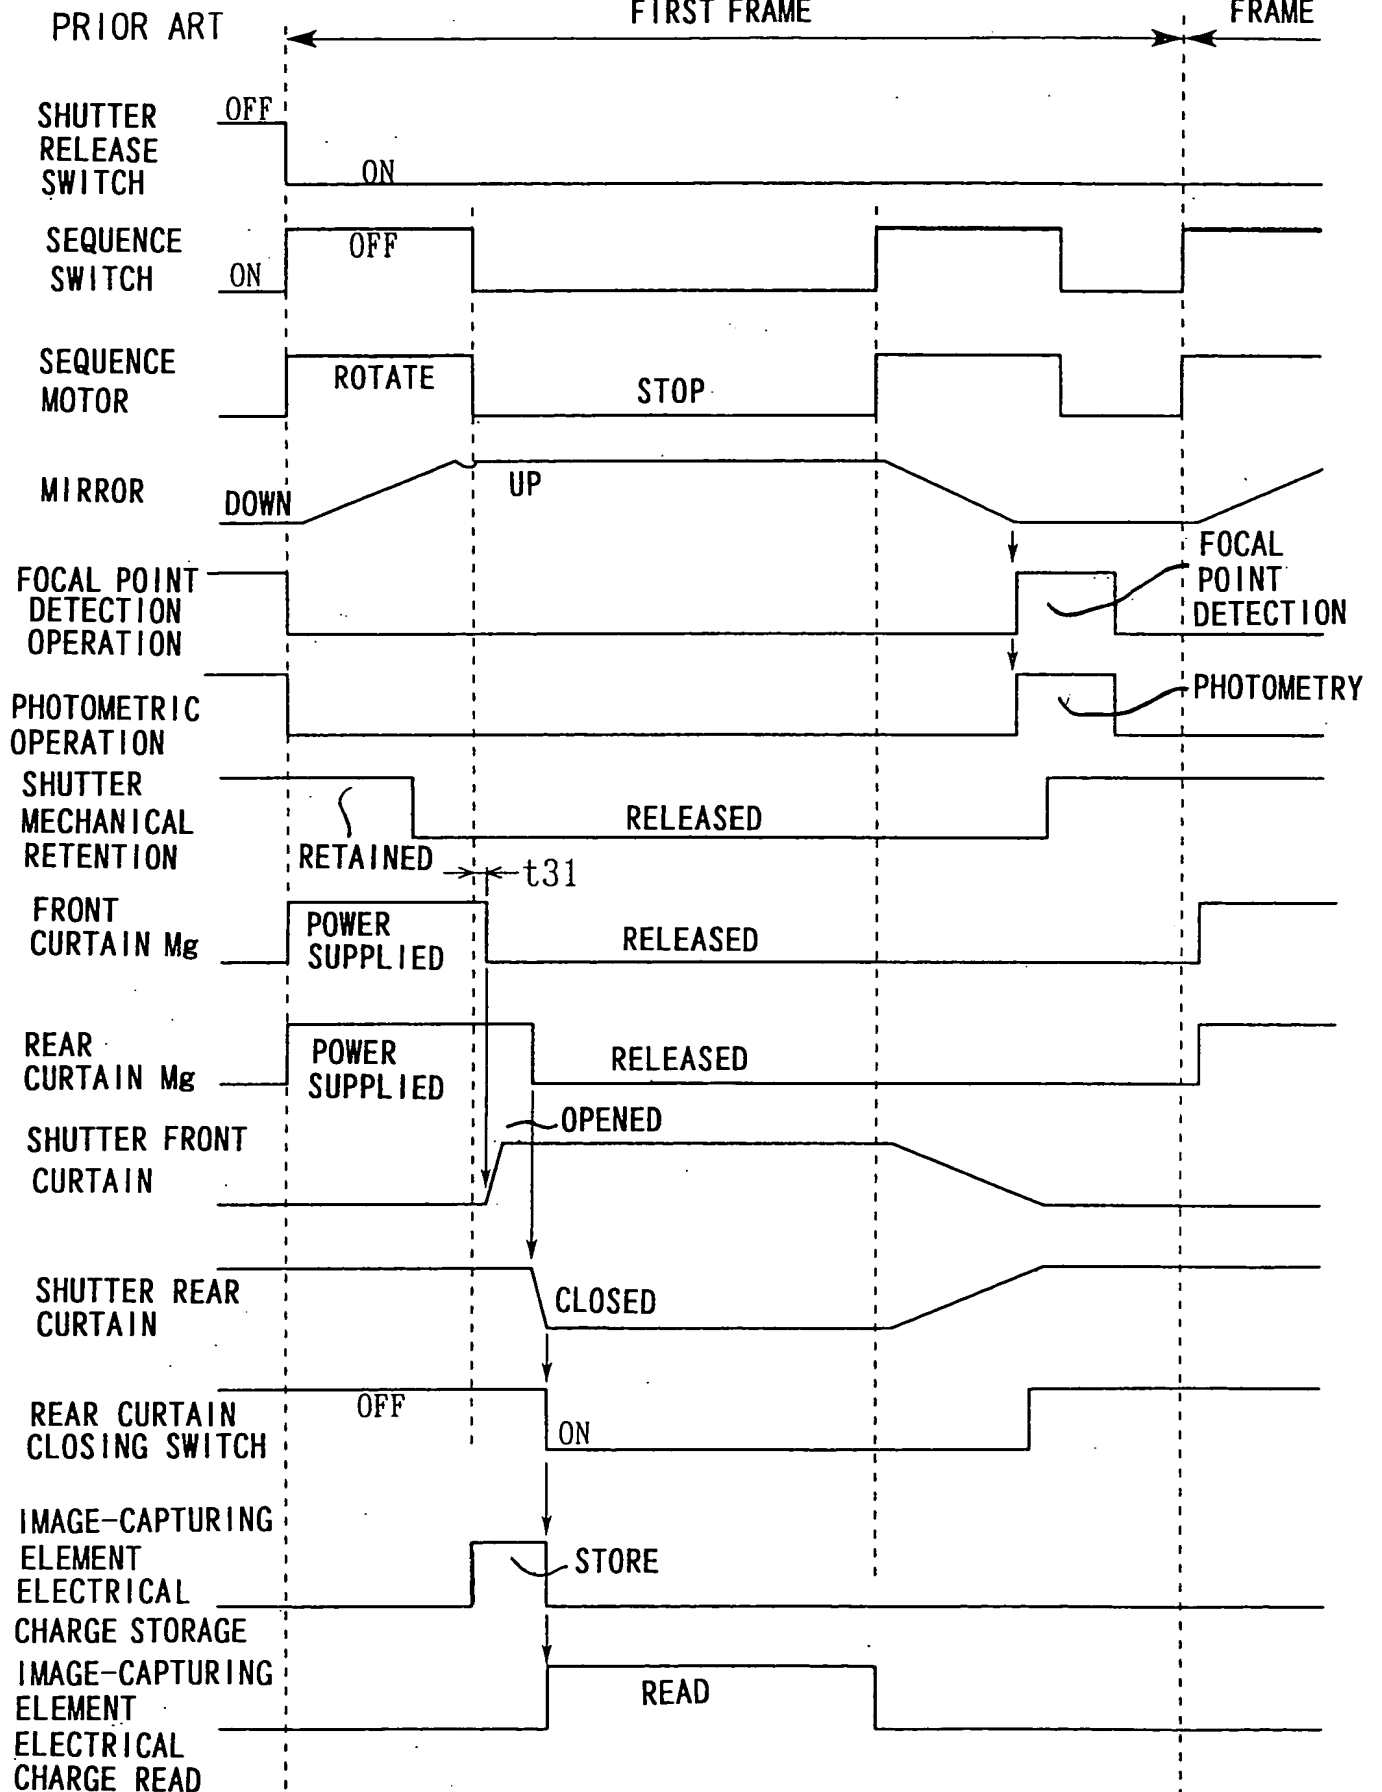 PRIOR ART
FIRST FRAME
FRAME
SHUTTER
RELEASE
SWITCH
OFF
ON
SEQUENCE
SWITCH
ON
OFF
SEQUENCE
MOTOR
ROTATE
STOP
MIRROR
DOWN
UP
FOCAL POINT
DETECTION
OPERATION
FOCAL
POINT
DETECTION
PHOTOMETRIC
OPERATION
PHOTOMETRY
SHUTTER
MECHANICAL
RETENTION
RETAINED
RELEASED
t31
FRONT
CURTAIN Mg
POWER
SUPPLIED
RELEASED
REAR
CURTAIN Mg
POWER
SUPPLIED
RELEASED
SHUTTER FRONT
CURTAIN
OPENED
SHUTTER REAR
CURTAIN
CLOSED
REAR CURTAIN
CLOSING SWITCH
OFF
ON
IMAGE-CAPTURING
ELEMENT
ELECTRICAL
CHARGE STORAGE
STORE
IMAGE-CAPTURING
ELEMENT
ELECTRICAL
CHARGE READ
READ